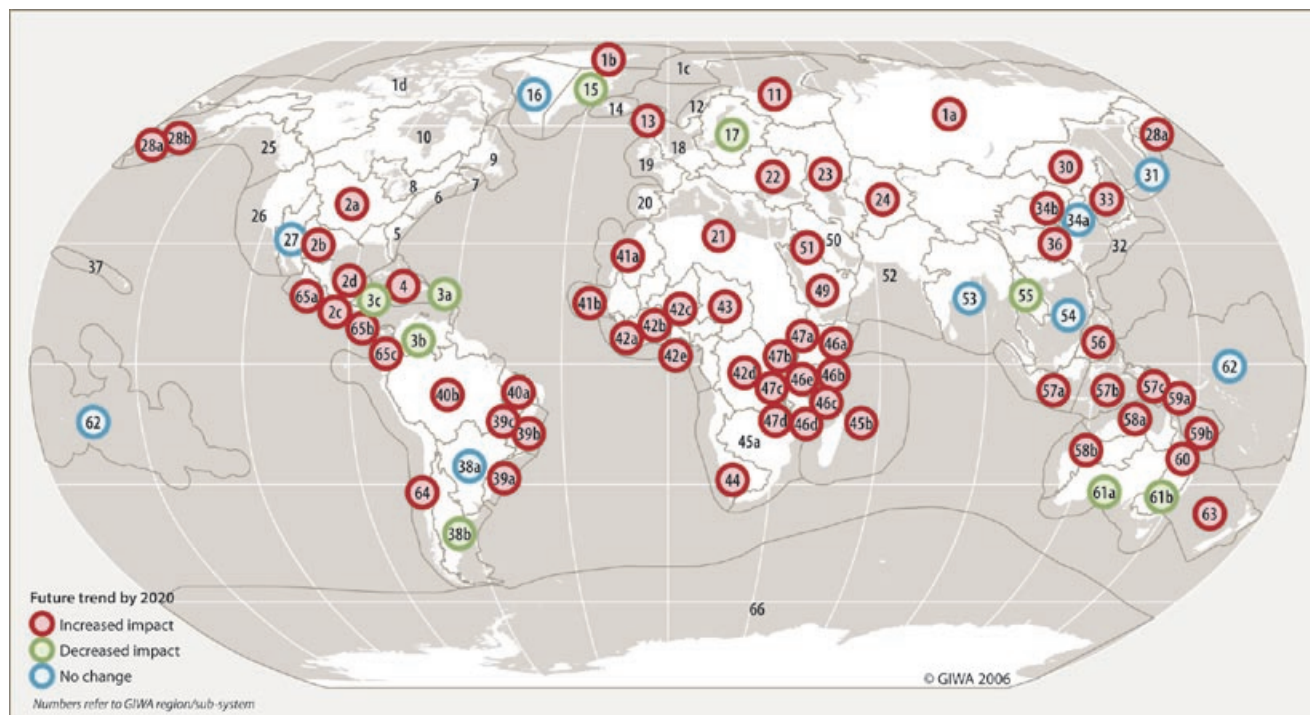 1b
1c
1d
16
15
14
12
11
13
17
1a
28a
28b
25
10
9
18
19
22
23
30
28a
31
8
7
6
2a
20
24
34b
33
34a
26
27
2b
5
21
51
50
36
32
37
41a
52
2d
4
3c
3a
65a
2c
41b
42c
43
49
53
55
54
65b
3b
42a
42b
47a
46a
56
65c
42e
47b
62
40b
40a
42d
47c
46e
46b
57a
57b
57c
59a
62
39c
39b
46c
47d
46d
45b
58a
59b
45a
38a
39a
58b
60
64
44
61a
61b
63
38b
66
Future trend by 2020
Increased impact
Decreased impact
No change
Numbers refer to GIWA region/sub-system
© GIWA 2006